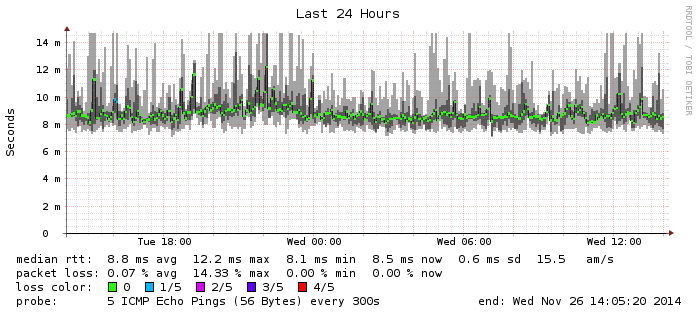 Last 24 Hours
RRDTOOL / TOBI OETIKER
Seconds
14 m
12 m
10 m
8 m
6 m
4 m
2 m
0
Tue 18:00 Wed 00:00 Wed 06:00 Wed 12:00
median rtt: 8.8 ms avg 12.2 ms max 8.1 ms min 8.5 ms now 0.6 ms sd 15.5 am/s
packet loss: 0.07 % avg 14.33 % max 0.00 % min 0.00 % now
loss color: 0 1/5 2/5 3/5 4/5
probe: 5 ICMP Echo Pings (56 Bytes) every 300s end: Wed Nov 26 14:05:20 2014